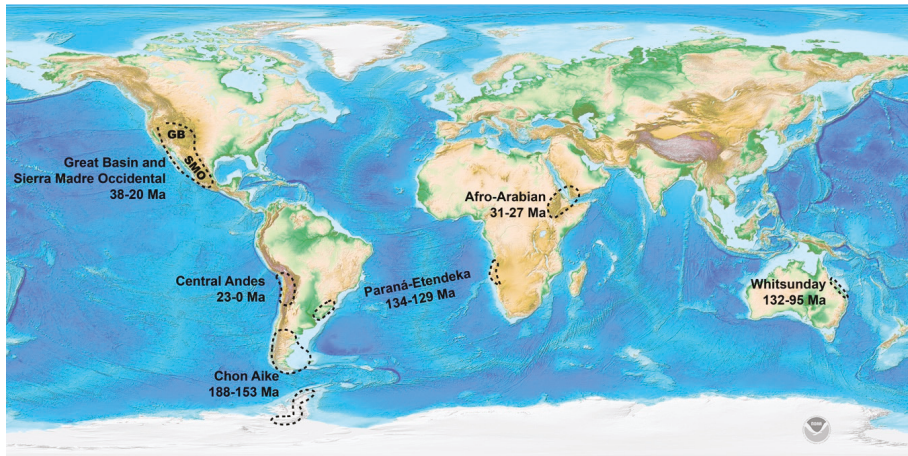 GB
SMO
Great Basin and
Sierra Madre Occidental
38-20 Ma
Afro-Arabian
31-27 Ma
Central Andes
23-0 Ma
Paraná-Etendeka
134-129 Ma
Whitsunday
132-95 Ma
Chon Aike
188-153 Ma